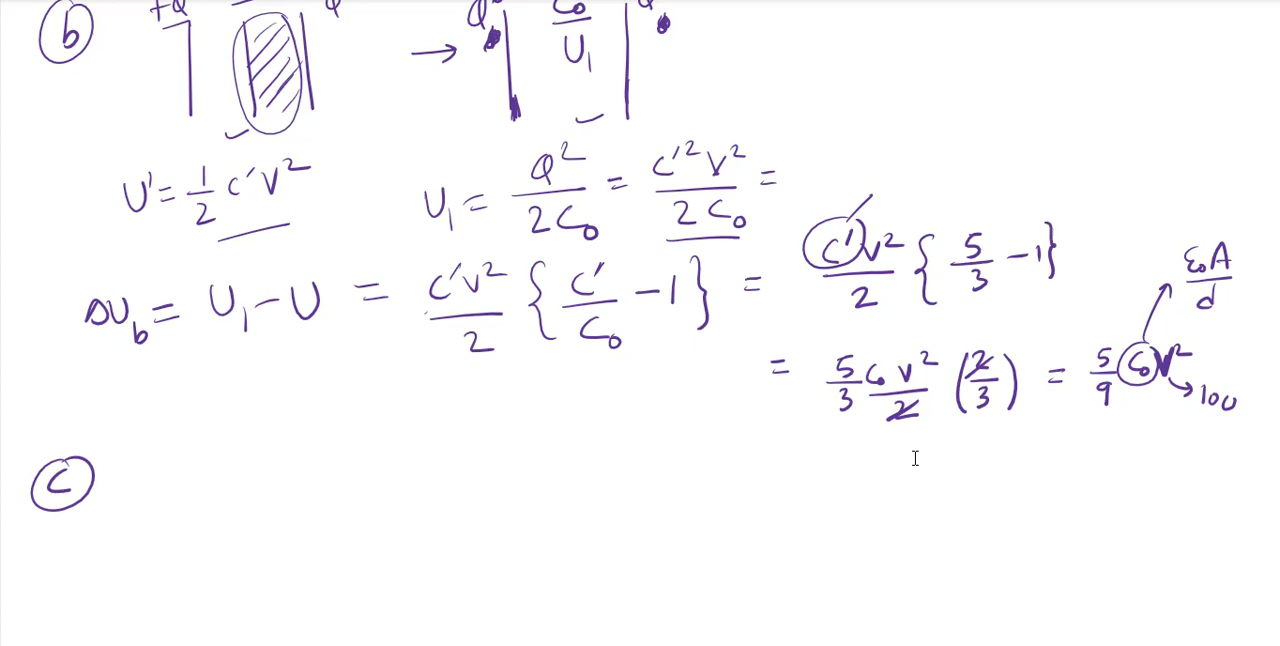 b +Q Q → Q C₀/U₁ Q
U' = 1/2 C'V² U₁ = Q²/2C₀ = C'²V²/2C₀ =
ΔU_b = U₁ - U = C'V²/2 {C'/C₀ - 1} = C'V²/2 {5/3 - 1} ε₀A/d
= 5/3 C₀V²/2 (2/3) = 5/9 C₀V² → 100
C